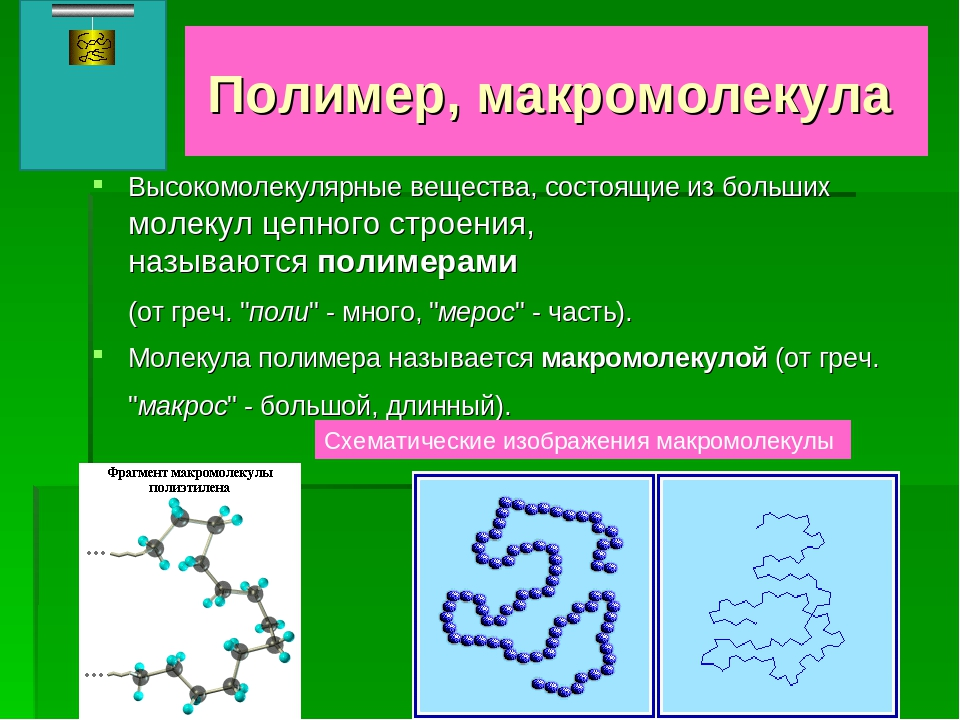 Полимер, макромолекула
Высокомолекулярные вещества, состоящие из больших
молекул цепного строения,
называются полимерами
(от греч. "поли" - много, "мерос" - часть).
Молекула полимера называется макромолекулой (от греч.
"макрос" - большой, длинный).
Схематические изображения макромолекулы
Фрагмент макромолекулы
полиэтилена
...
...